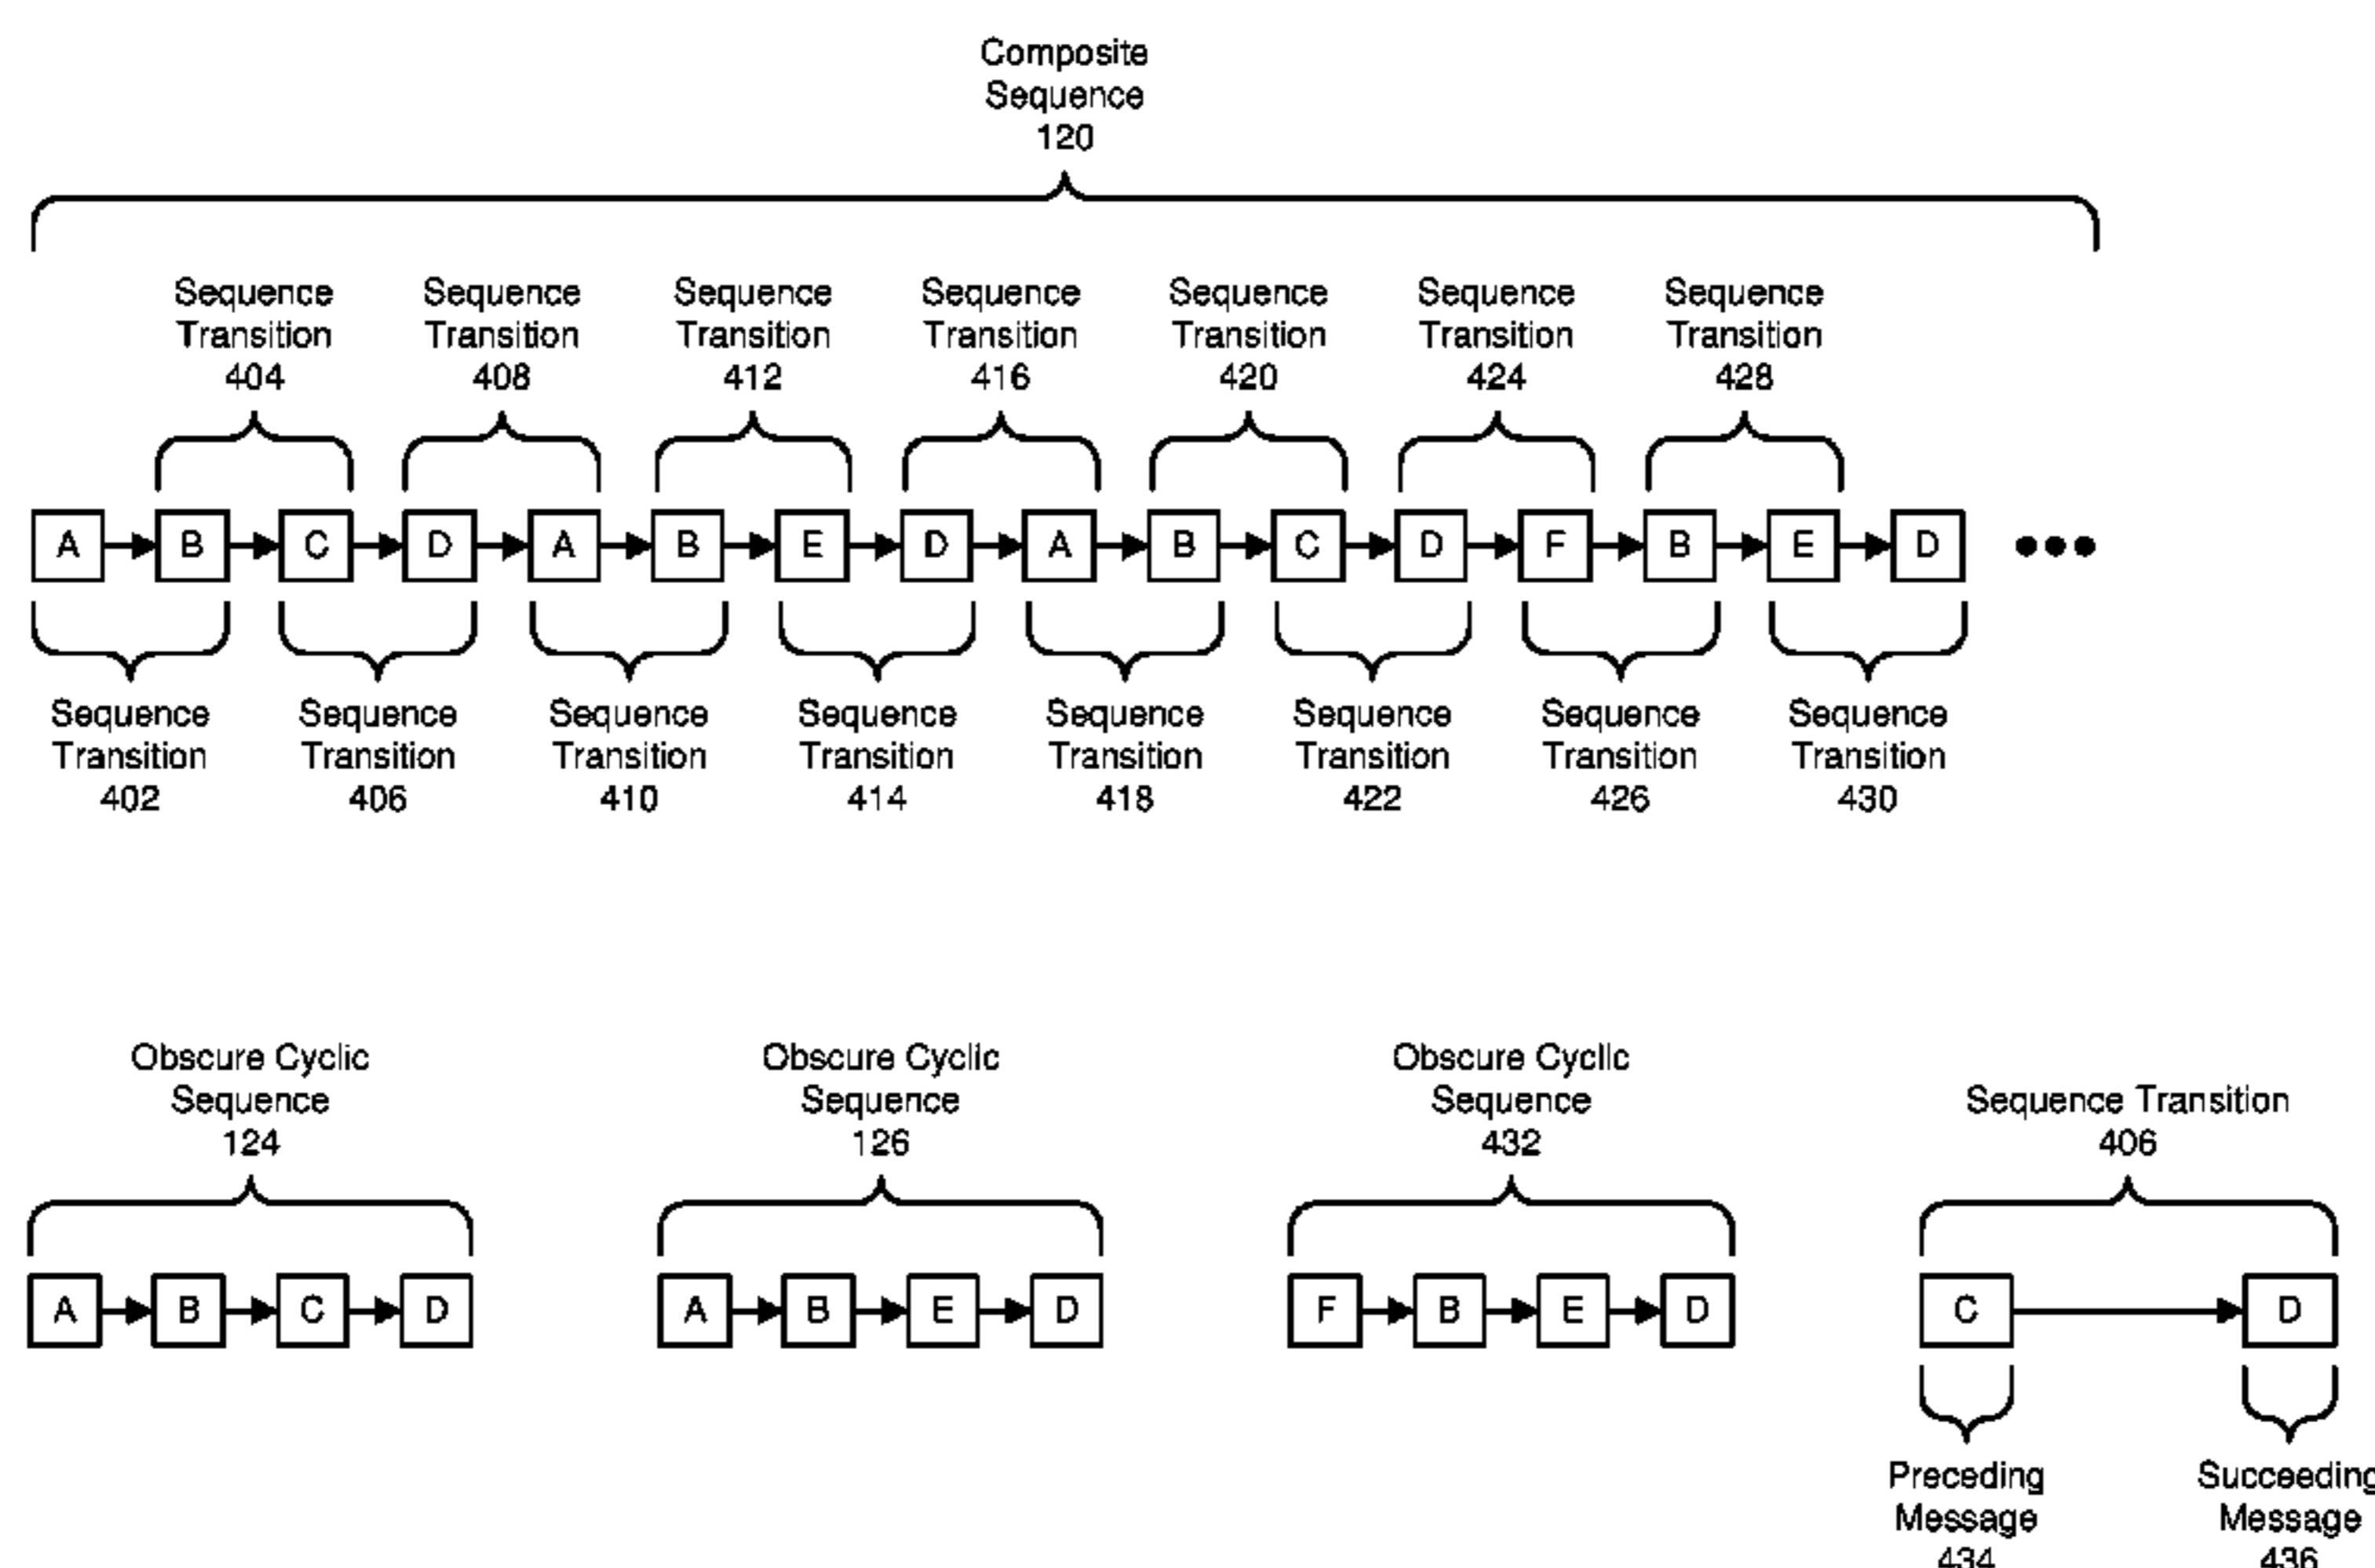 Composite
Sequence
120
Sequence Sequence Sequence Sequence Sequence Sequence Sequence
Transition Transition Transition Transition Transition Transition Transition
404 408 412 416 420 424 428
A B C D A B E D A B C D F B E D
Sequence Sequence Sequence Sequence Sequence Sequence Sequence Sequence
Transition Transition Transition Transition Transition Transition Transition Transition
402 406 410 414 418 422 426 430
Obscure Cyclic
Sequence
124
A B C D
Obscure Cyclic
Sequence
126
A B E D
Obscure Cyclic
Sequence
432
F B E D
Sequence Transition
406
C D
Preceding
Message
434
Succeeding
Message
436